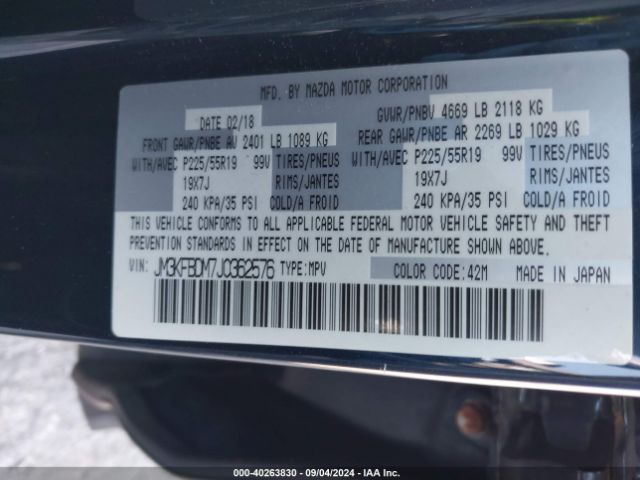 MFD. BY MAZDA MOTOR CORPORATION
DATE 02/18 GVWR/PNBV 4669 LB 2118 KG
FRONT GAWR/PNBE AV 2401 LB 1089 KG REAR GAWR/PNBE AR 2269 LB 1029 KG
WITH/AVEC P225/55R19 99V TIRES/PNEUS WITH/AVEC P225/55R19 99V TIRES/PNEUS
19X7J RIMS/JANTES 19X7J RIMS/JANTES
240 KPA/35 PSI COLD/A FROID 240 KPA/35 PSI COLD/A FROID
THIS VEHICLE CONFORMS TO ALL APPLICABLE FEDERAL MOTOR VEHICLE SAFETY AND THEFT
PREVENTION STANDARDS IN EFFECT ON THE DATE OF MANUFACTURE SHOWN ABOVE.
VIN: JM3KFBDM7J0362576 TYPE:MPV COLOR CODE:42M MADE IN JAPAN
000-40263830 - 09/04/2024 - IAA Inc.